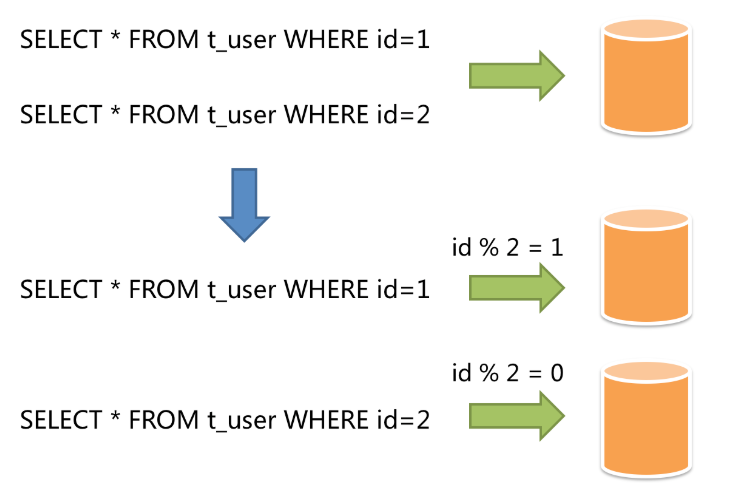 SELECT * FROM t_user WHERE id=1
SELECT * FROM t_user WHERE id=2
id % 2 = 1
SELECT * FROM t_user WHERE id=1
id % 2 = 0
SELECT * FROM t_user WHERE id=2